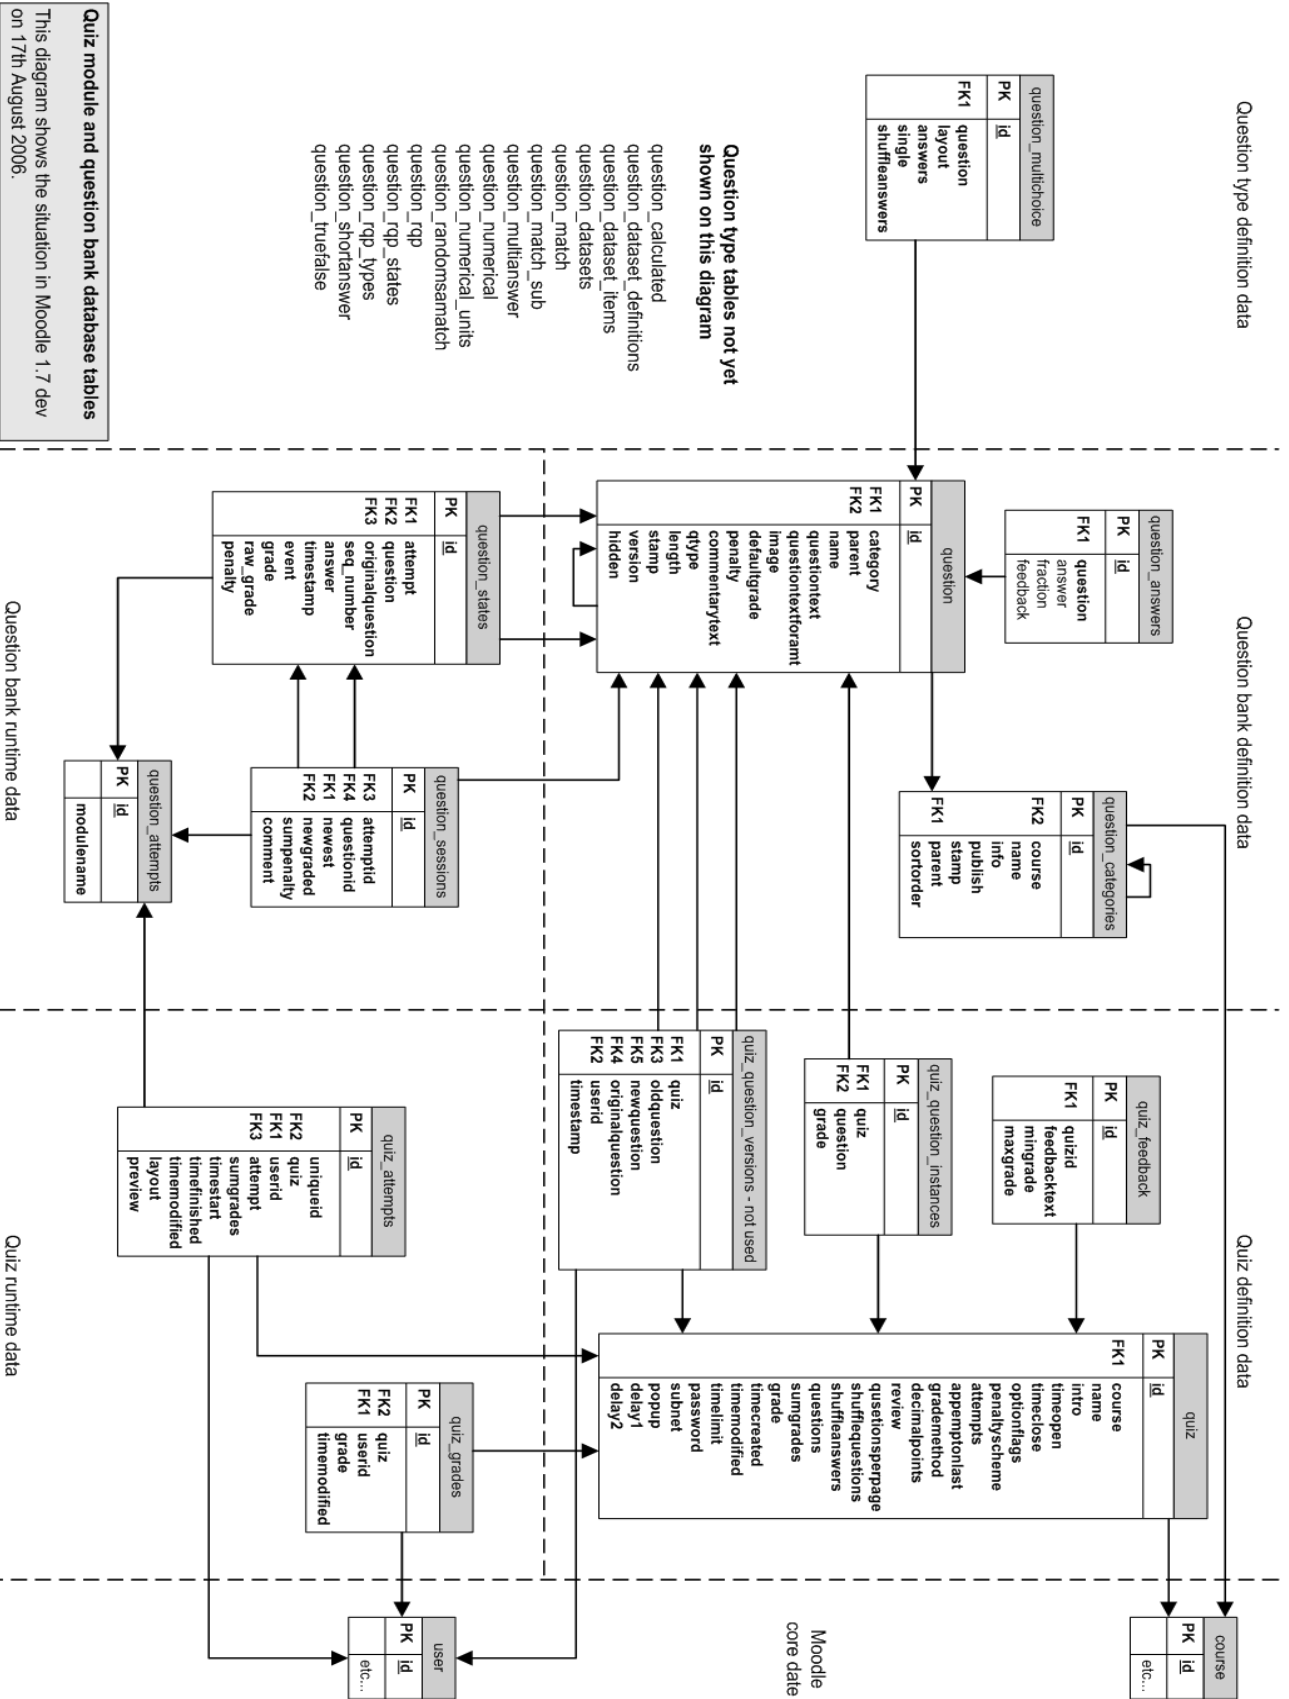 Question type definition data
question_multichoice
PK id
FK1 question
layout
answers
single
shuffleanswers
Question type tables not yet
shown on this diagram
question_calculated
question_dataset_definitions
question_dataset_items
question_datasets
question_match
question_match_sub
question_multianswer
question_numerical
question_numerical_units
question_randomsamatch
question_rqp
question_rqp_states
question_rqp_types
question_shortanswer
question_truefalse
Quiz module and question bank database tables
This diagram shows the situation in Moodle 1.7 dev
on 17th August 2006.
Question bank definition data
question_answers
PK id
FK1 question
answer
fraction
feedback
question
PK id
FK1 category
FK2 parent
name
questiontext
questiontextforamt
image
defaultgrade
penalty
commentarytext
qtype
length
stamp
version
hidden
question_categories
PK id
FK2 course
name
info
publish
stamp
FK1 parent
sortorder
question_states
PK id
FK1 attempt
FK2 question
FK3 originalquestion
seq_number
answer
timestamp
event
grade
raw_grade
penalty
question_sessions
PK id
FK3 attemptid
FK4 questionid
FK1 newest
FK2 newgraded
sumpenalty
comment
question_attempts
PK id
modulename
Question bank runtime data
Quiz definition data
quiz_feedback
PK id
FK1 quizid
feedbacktext
mingrade
maxgrade
quiz_question_instances
PK id
FK1 quiz
FK2 question
grade
quiz_question_versions - not used
PK id
FK1 quiz
FK3 oldquestion
FK5 newquestion
FK4 originalquestion
FK2 userid
timestamp
quiz
PK id
FK1 course
name
intro
timeopen
timeclose
optionflags
penaltyscheme
attempts
appemptonlast
grademethod
decimalpoints
review
qusetionsperpage
shufflequestions
shuffleanswers
questions
sumgrades
grade
timecreated
timemodified
timelimit
password
subnet
popup
delay1
delay2
quiz_attempts
PK id
uniqueid
FK2 quiz
FK1 userid
FK3 attempt
sumgrades
timestart
timefinished
timemodified
layout
preview
quiz_grades
PK id
FK2 quiz
FK1 userid
grade
timemodified
Quiz runtime data
course
PK id
etc...
Moodle
core date
user
PK id
etc...